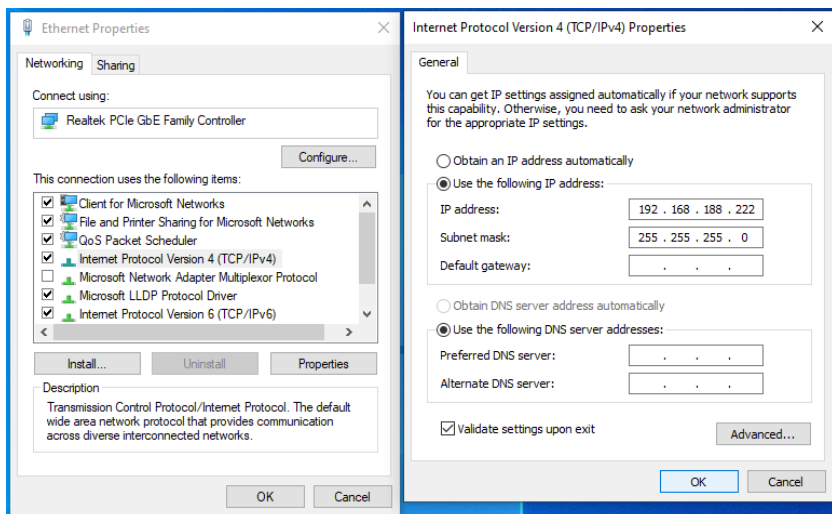 Ethernet Properties
Networking
Sharing
Connect using:
Realtek PCIe GbE Family Controller
Configure...
This connection uses the following items:
Client for Microsoft Networks
File and Printer Sharing for Microsoft Networks
QoS Packet Scheduler
Internet Protocol Version 4 (TCP/IPv4)
Microsoft Network Adapter Multiplexor Protocol
Microsoft LLDP Protocol Driver
Internet Protocol Version 6 (TCP/IPv6)
Install...
Uninstall
Properties
Description
Transmission Control Protocol/Internet Protocol. The default
wide area network protocol that provides communication
across diverse interconnected networks.
OK
Cancel
Internet Protocol Version 4 (TCP/IPv4) Properties
General
You can get IP settings assigned automatically if your network supports
this capability. Otherwise, you need to ask your network administrator
for the appropriate IP settings.
Obtain an IP address automatically
Use the following IP address:
IP address: 192 . 168 . 188 . 222
Subnet mask: 255 . 255 . 255 . 0
Default gateway: . . .
Obtain DNS server address automatically
Use the following DNS server addresses:
Preferred DNS server: . . .
Alternate DNS server: . . .
Validate settings upon exit
Advanced...
OK
Cancel